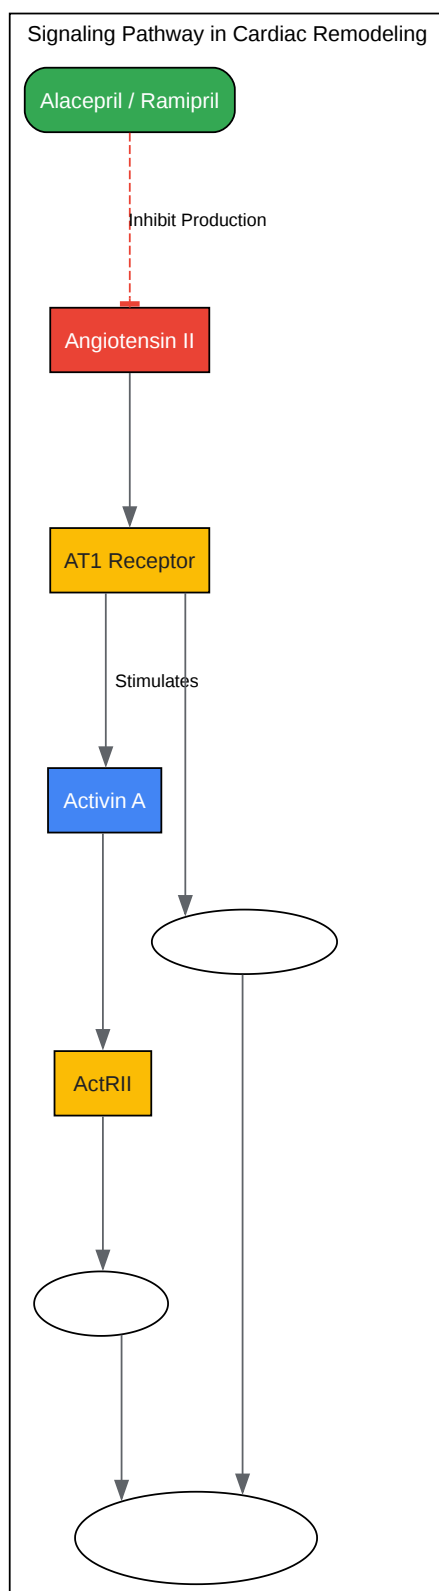 Signaling Pathway in Cardiac Remodeling
Alacepril / Ramipril
Inhibit Production
Angiotensin II
AT1 Receptor
Stimulates
Activin A
ActRII